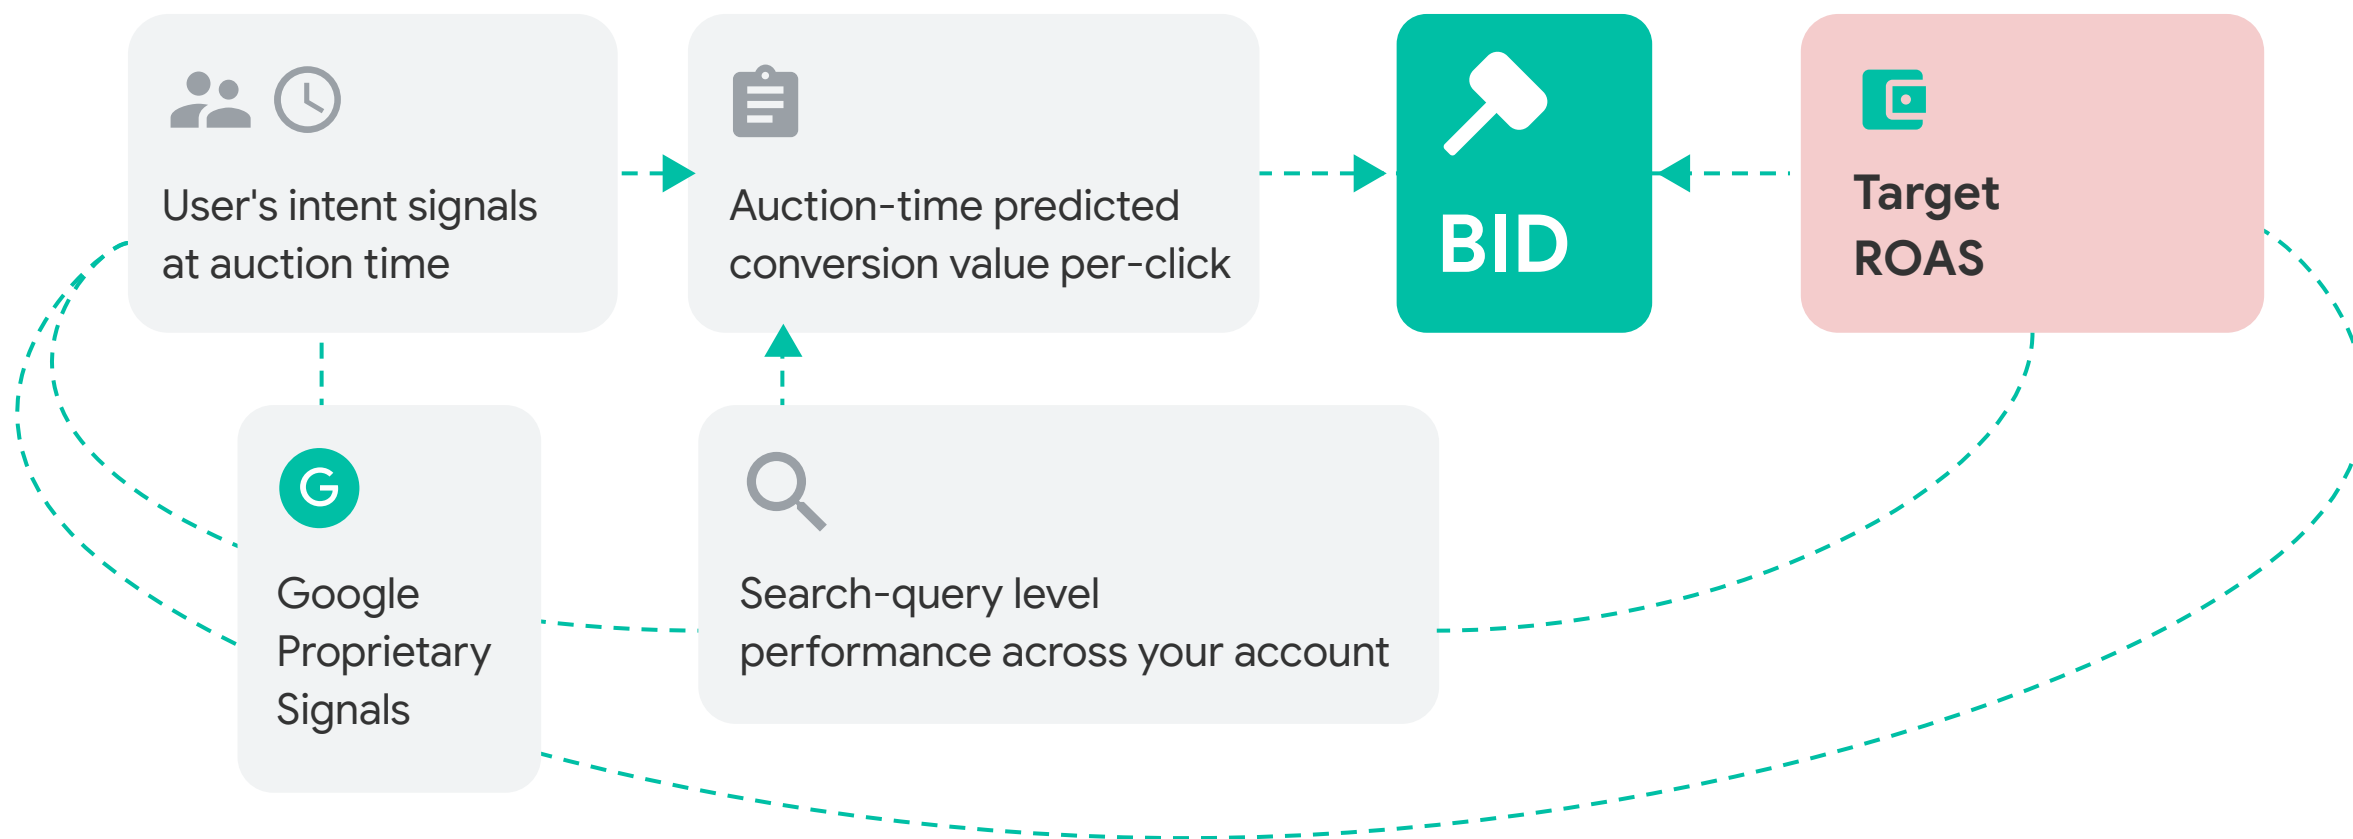 User's intent signals
at auction time
Auction-time predicted
conversion value per-click
BID
Target
ROAS
G
Google
Proprietary
Signals
Search-query level
performance across your account